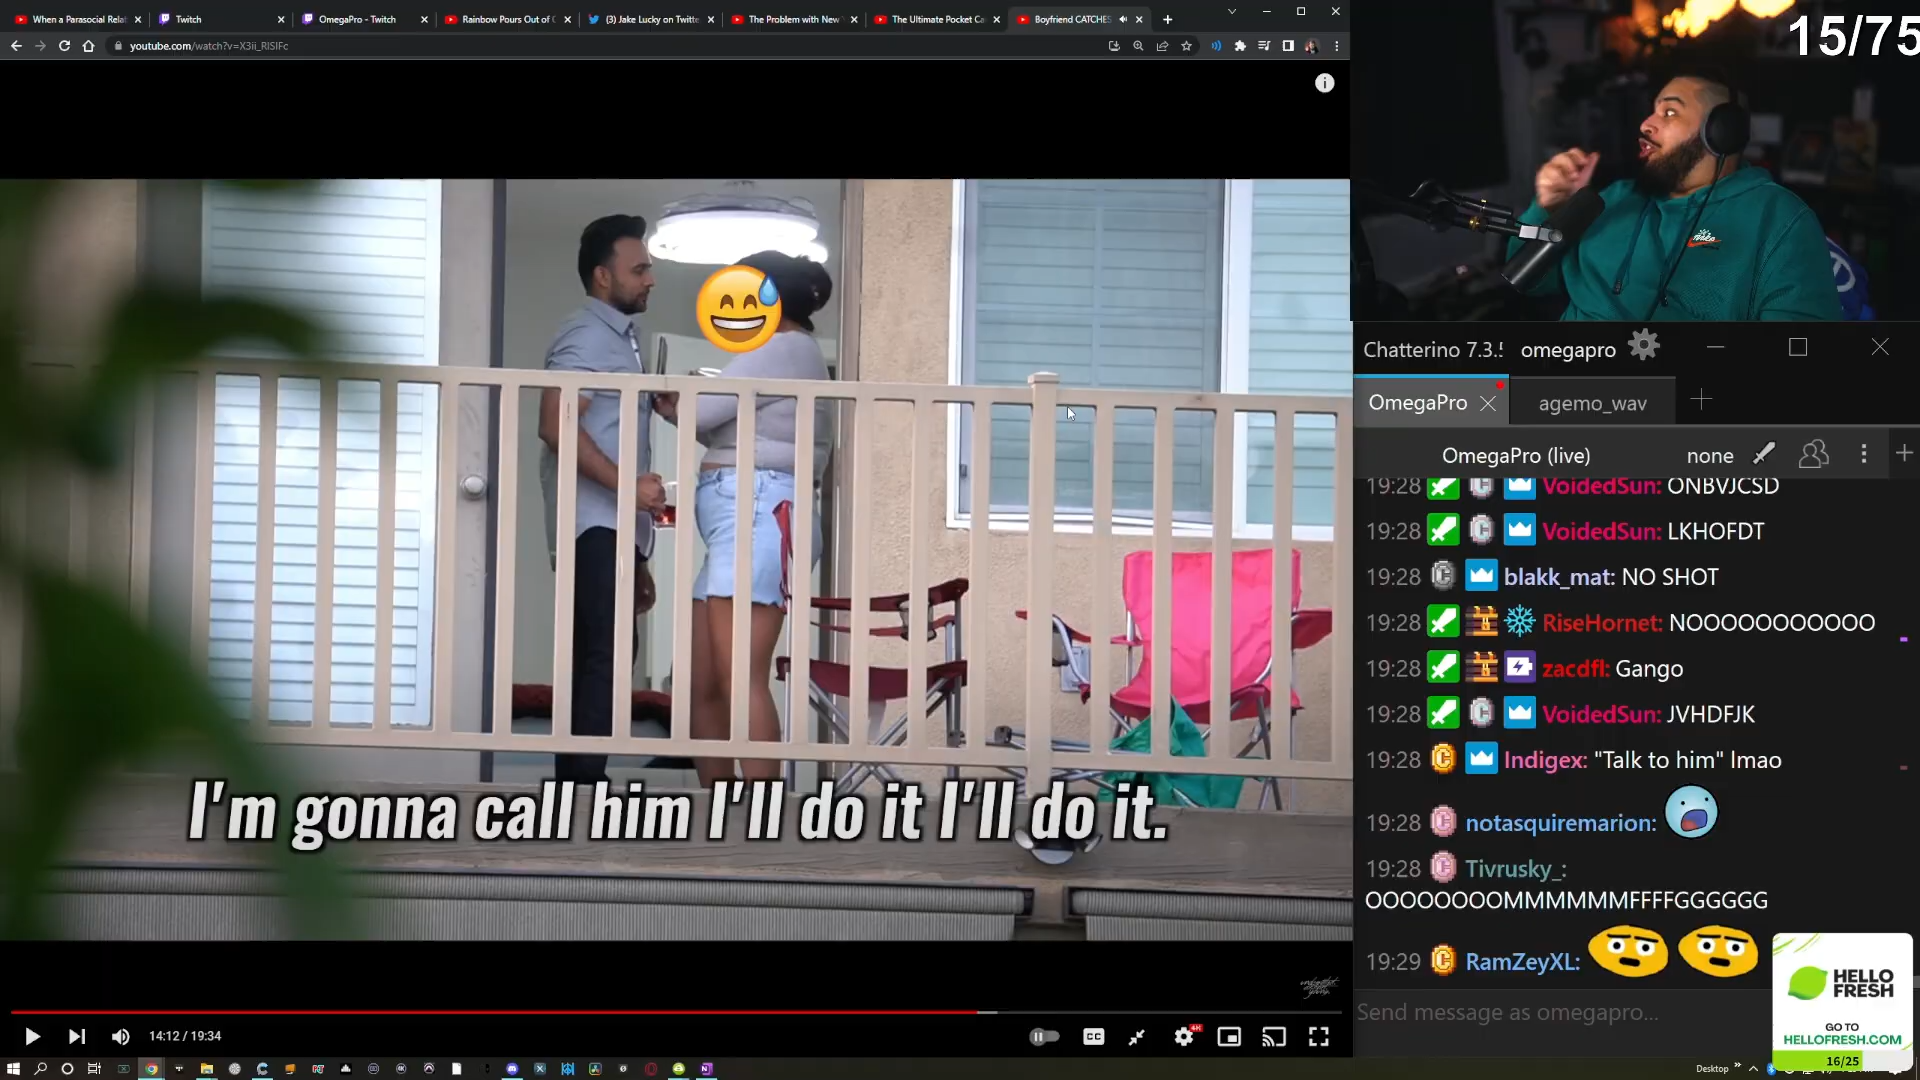 When a Parasocial Relat
Twitch
OmegaPro - Twitch
Rainbow Pours Out of
(3) Jake Lucky on Twitte
The Problem with New
The Ultimate Pocket Ca
Boyfriend CATCHES
youtube.com/watch?v=X3ii_RlSlFc
15/75
Chatterino 7.3.5
omegapro
OmegaPro
agemo_wav
OmegaPro (live)
none
19:28 VoidedSun: ONBVJCSD
19:28 VoidedSun: LKHOFDT
19:28 blakk_mat: NO SHOT
19:28 RiseHornet: NOOOOOOOOOOO
19:28 zacdfl: Gango
19:28 VoidedSun: JVHDFJK
19:28 Indigex: "Talk to him" lmao
19:28 notasquiremarion:
19:28 Tivrusky_:
OOOOOOOOMMMMMMFFFFGGGGGG
19:29 RamZeyXL:
Send message as omegapro...
I'm gonna call him I'll do it I'll do it.
14:12 / 19:34
CC
HELLO
FRESH
GO TO
HELLOFRESH.COM
16/25
Desktop